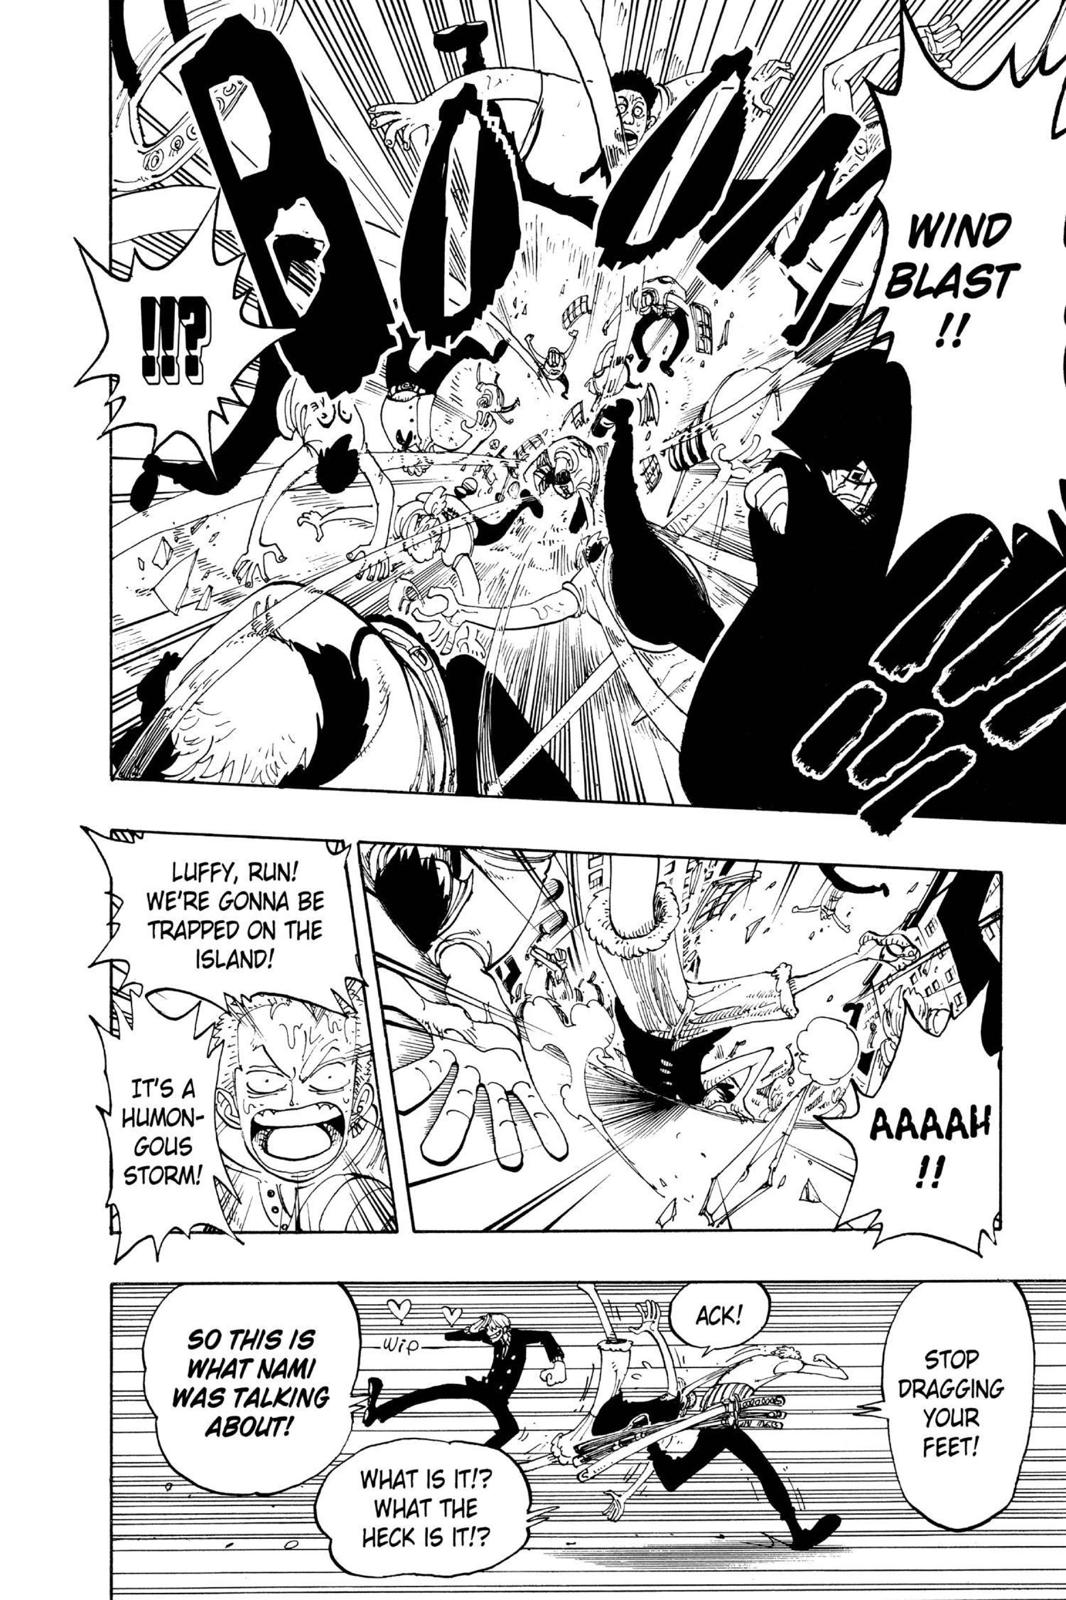 WIND
BLAST
!!
BOOM
!!!?
AAAAH
!!
LUFFY, RUN!
WE'RE GONNA BE
TRAPPED ON THE
ISLAND!
IT'S A
HUMON-
GOUS
STORM!
STOP
DRAGGING
YOUR
FEET!
ACK!
WHAT IS IT!?
WHAT THE
HECK IS IT!?
Wip
SO THIS IS
WHAT NAMI
WAS TALKING
ABOUT!